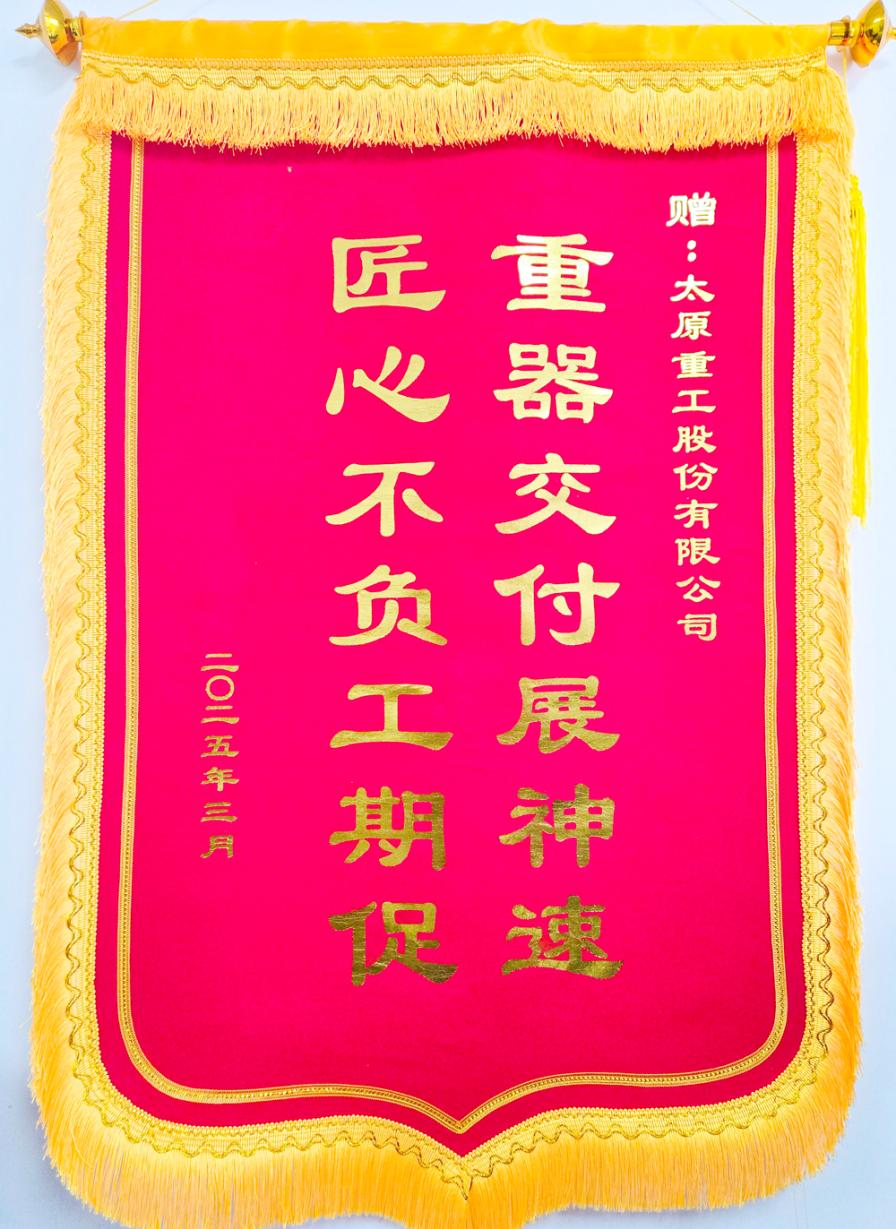 赠：太原重工股份有限公司
重器交付展神速
匠心不负工期促
二〇二五年三月